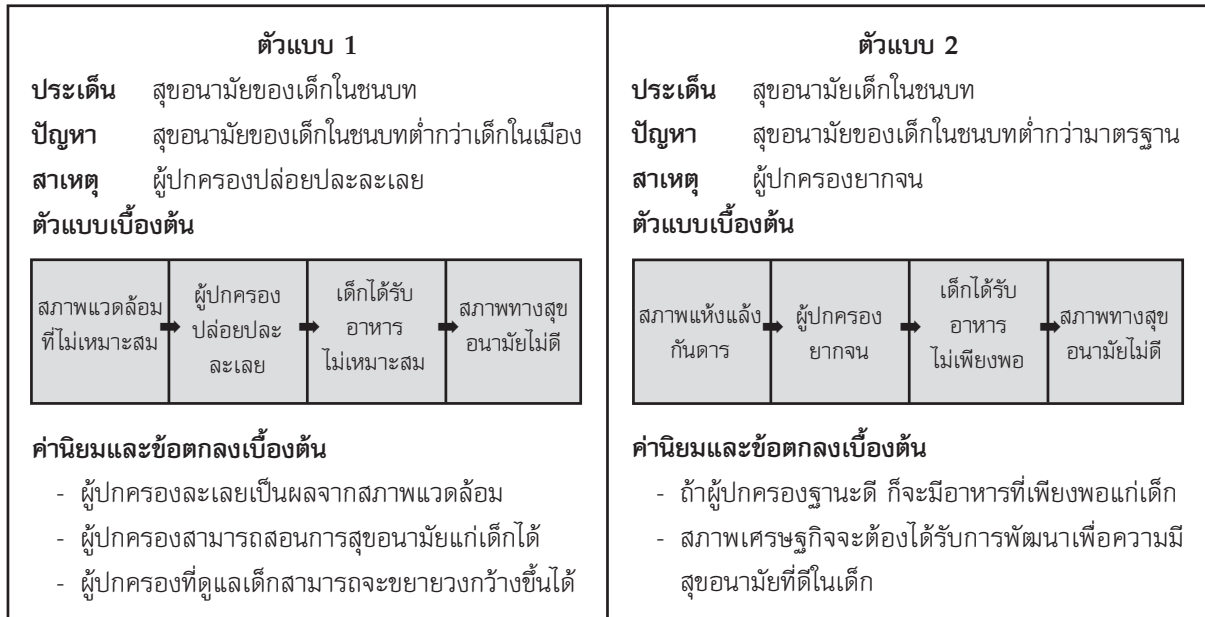 ตัวแบบ 1
ประเด็น สุขอนามัยของเด็กในชนบท
ปัญหา สุขอนามัยของเด็กในชนบทต่ำกว่าเด็กในเมือง
สาเหตุ ผู้ปกครองปล่อยปละละเลย
ตัวแบบเบื้องต้น
สภาพแวดล้อม
ที่ไม่เหมาะสม
ผู้ปกครอง
ปล่อยปละ
ละเลย
เด็กได้รับ
อาหาร
ไม่เหมาะสม
สภาพทางสุข
อนามัยไม่ดี
ค่านิยมและข้อตกลงเบื้องต้น
- ผู้ปกครองละเลยเป็นผลจากสภาพแวดล้อม
- ผู้ปกครองสามารถสอนการสุขอนามัยแก่เด็กได้
- ผู้ปกครองที่ดูแลเด็กสามารถจะขยายวงกว้างขึ้นได้
ตัวแบบ 2
ประเด็น สุขอนามัยเด็กในชนบท
ปัญหา สุขอนามัยของเด็กในชนบทต่ำกว่ามาตรฐาน
สาเหตุ ผู้ปกครองยากจน
ตัวแบบเบื้องต้น
สภาพแห้งแล้ง
กันดาร
ผู้ปกครอง
ยากจน
เด็กได้รับ
อาหาร
ไม่เพียงพอ
สภาพทางสุข
อนามัยไม่ดี
ค่านิยมและข้อตกลงเบื้องต้น
- ถ้าผู้ปกครองฐานะดี ก็จะมีอาหารที่เพียงพอแก่เด็ก
- สภาพเศรษฐกิจจะต้องได้รับการพัฒนาเพื่อความมี
สุขอนามัยที่ดีในเด็ก